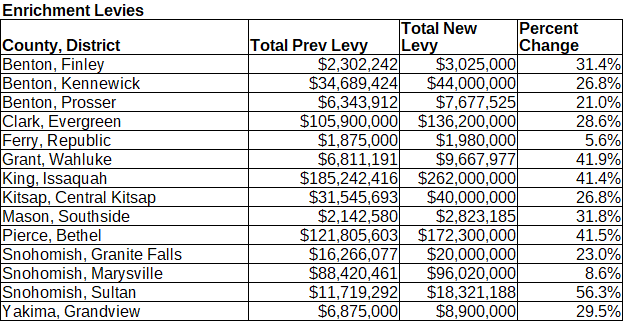 Enrichment Levies
County, District Total Prev Levy Total New Levy Percent Change
Benton, Finley $2,302,242 $3,025,000 31.4%
Benton, Kennewick $34,689,424 $44,000,000 26.8%
Benton, Prosser $6,343,912 $7,677,525 21.0%
Clark, Evergreen $105,900,000 $136,200,000 28.6%
Ferry, Republic $1,875,000 $1,980,000 5.6%
Grant, Wahluke $6,811,191 $9,667,977 41.9%
King, Issaquah $185,242,416 $262,000,000 41.4%
Kitsap, Central Kitsap $31,545,693 $40,000,000 26.8%
Mason, Southside $2,142,580 $2,823,185 31.8%
Pierce, Bethel $121,805,603 $172,300,000 41.5%
Snohomish, Granite Falls $16,266,077 $20,000,000 23.0%
Snohomish, Marysville $88,420,461 $96,020,000 8.6%
Snohomish, Sultan $11,719,292 $18,321,188 56.3%
Yakima, Grandview $6,875,000 $8,900,000 29.5%